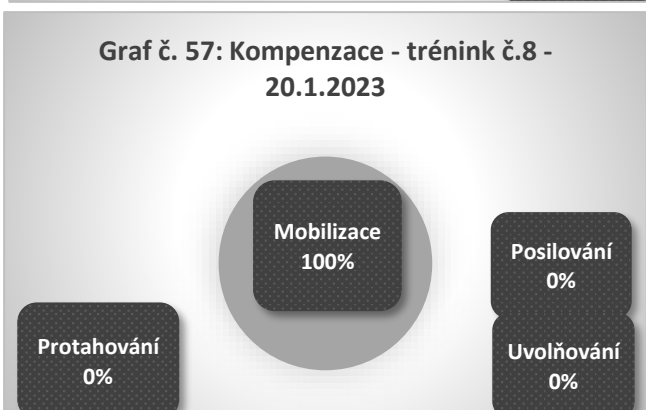 Graf č. 57: Kompenzace - trénink č.8 -
20.1.2023
Mobilizace
100%
Posilování
0%
Protahování
0%
Uvolňování
0%